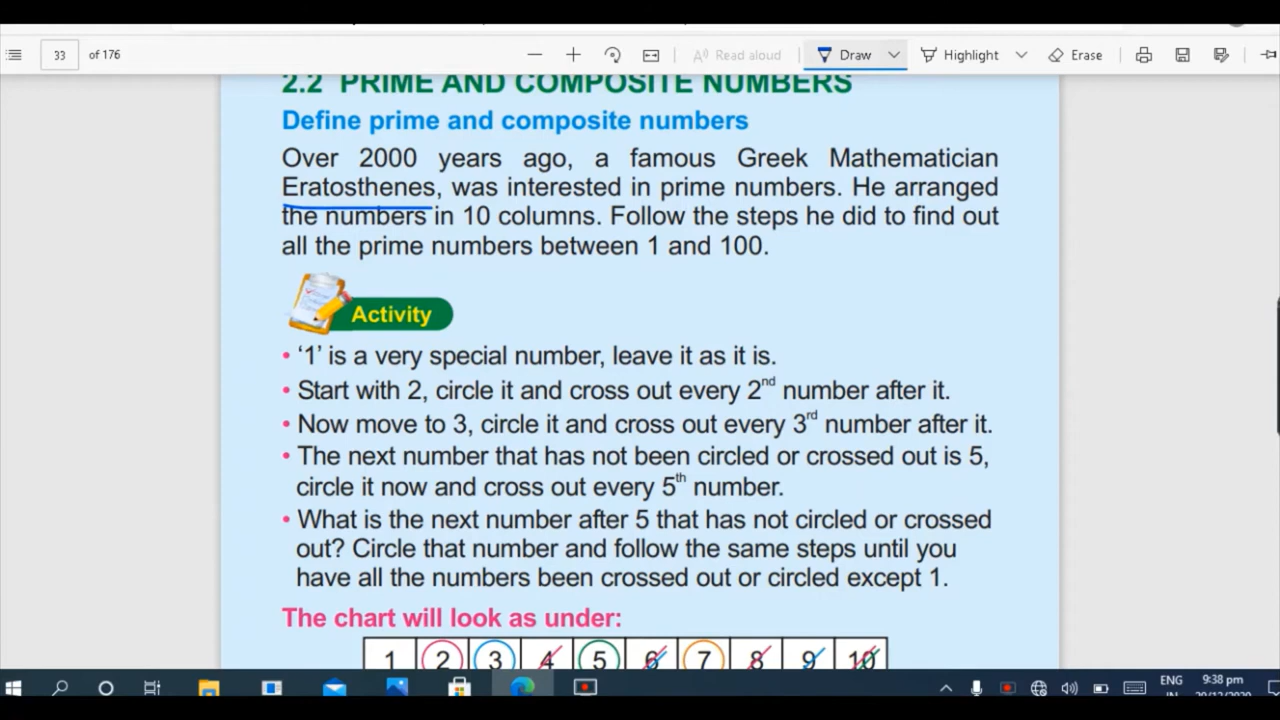 33 of 176 Read aloud Draw Highlight Erase
2.2 PRIME AND COMPOSITE NUMBERS
Define prime and composite numbers
Over 2000 years ago, a famous Greek Mathematician
Eratosthenes, was interested in prime numbers. He arranged
the numbers in 10 columns. Follow the steps he did to find out
all the prime numbers between 1 and 100.
Activity
• ‘1’ is a very special number, leave it as it is.
• Start with 2, circle it and cross out every 2nd number after it.
• Now move to 3, circle it and cross out every 3rd number after it.
• The next number that has not been circled or crossed out is 5,
circle it now and cross out every 5th number.
• What is the next number after 5 that has not circled or crossed
out? Circle that number and follow the same steps until you
have all the numbers been crossed out or circled except 1.
The chart will look as under:
1 2 3 4 5 6 7 8 9 10
ENG 9:38 pm
IN